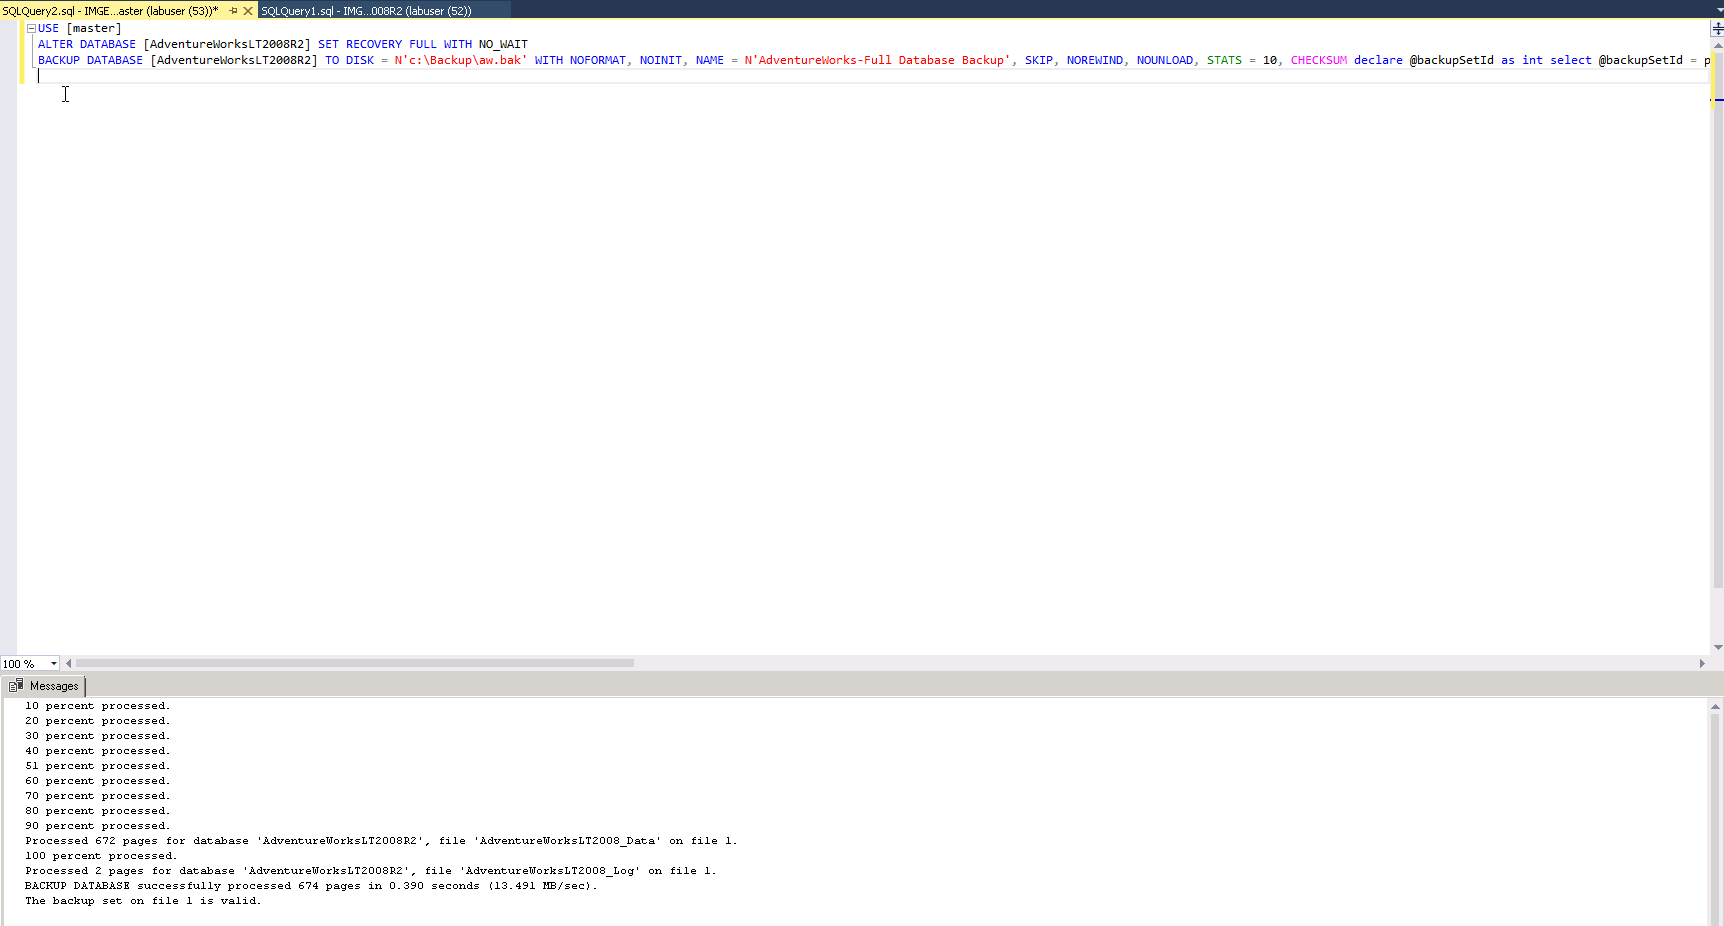 SQLQuery2.sql - IMGE...aster (labuser (53))* SQLQuery1.sql - IMG...008R2 (labuser (52))
USE [master]
ALTER DATABASE [AdventureWorksLT2008R2] SET RECOVERY FULL WITH NO_WAIT
BACKUP DATABASE [AdventureWorksLT2008R2] TO DISK = N'c:\Backup\aw.bak' WITH NOFORMAT, NOINIT, NAME = N'AdventureWorks-Full Database Backup', SKIP, NOREWIND, NOUNLOAD, STATS = 10, CHECKSUM declare @backupSetId as int select @backupSetId = p
100 %
Messages
10 percent processed.
20 percent processed.
30 percent processed.
40 percent processed.
51 percent processed.
60 percent processed.
70 percent processed.
80 percent processed.
90 percent processed.
Processed 672 pages for database 'AdventureWorksLT2008R2', file 'AdventureWorksLT2008_Data' on file 1.
100 percent processed.
Processed 2 pages for database 'AdventureWorksLT2008R2', file 'AdventureWorksLT2008_Log' on file 1.
BACKUP DATABASE successfully processed 674 pages in 0.390 seconds (13.491 MB/sec).
The backup set on file 1 is valid.